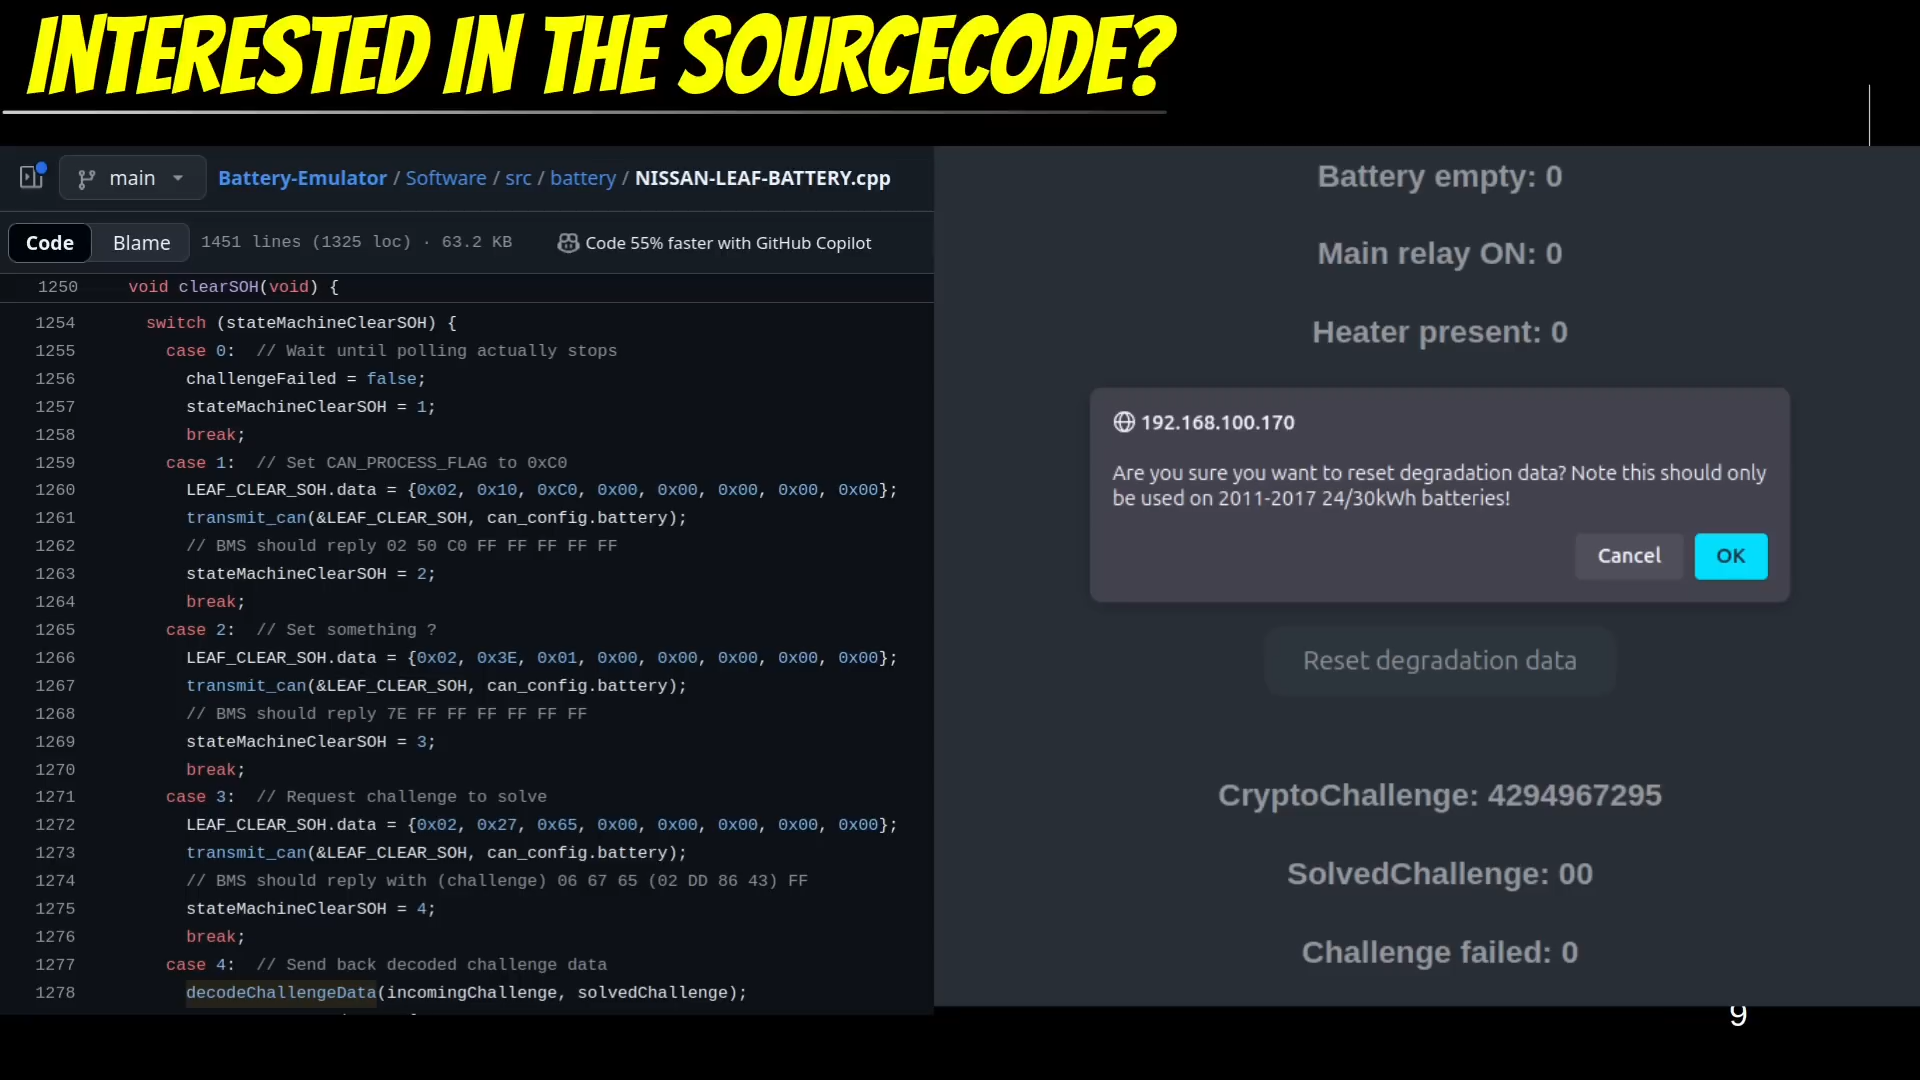 INTERESTED IN THE SOURCECODE?
main
Battery-Emulator / Software / src / battery / NISSAN-LEAF-BATTERY.cpp
Code Blame 1451 lines (1325 loc) · 63.2 KB Code 55% faster with GitHub Copilot
1250 void clearSOH(void) {
1254 switch (stateMachineClearSOH) {
1255 case 0: // Wait until polling actually stops
1256 challengeFailed = false;
1257 stateMachineClearSOH = 1;
1258 break;
1259 case 1: // Set CAN_PROCESS_FLAG to 0xC0
1260 LEAF_CLEAR_SOH.data = {0x02, 0x10, 0xC0, 0x00, 0x00, 0x00, 0x00, 0x00};
1261 transmit_can(&LEAF_CLEAR_SOH, can_config.battery);
1262 // BMS should reply 02 50 C0 FF FF FF FF FF
1263 stateMachineClearSOH = 2;
1264 break;
1265 case 2: // Set something ?
1266 LEAF_CLEAR_SOH.data = {0x02, 0x3E, 0x01, 0x00, 0x00, 0x00, 0x00, 0x00};
1267 transmit_can(&LEAF_CLEAR_SOH, can_config.battery);
1268 // BMS should reply 7E FF FF FF FF FF FF
1269 stateMachineClearSOH = 3;
1270 break;
1271 case 3: // Request challenge to solve
1272 LEAF_CLEAR_SOH.data = {0x02, 0x27, 0x65, 0x00, 0x00, 0x00, 0x00, 0x00};
1273 transmit_can(&LEAF_CLEAR_SOH, can_config.battery);
1274 // BMS should reply with (challenge) 06 67 65 (02 DD 86 43) FF
1275 stateMachineClearSOH = 4;
1276 break;
1277 case 4: // Send back decoded challenge data
1278 decodeChallengeData(incomingChallenge, solvedChallenge);
Battery empty: 0
Main relay ON: 0
Heater present: 0
192.168.100.170
Are you sure you want to reset degradation data? Note this should only
be used on 2011-2017 24/30kWh batteries!
Cancel OK
Reset degradation data
CryptoChallenge: 4294967295
SolvedChallenge: 00
Challenge failed: 0
9